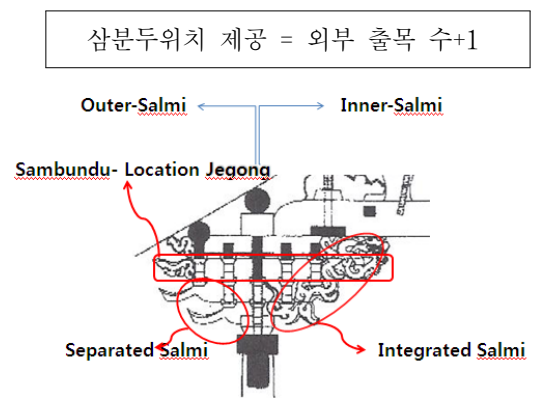 삼분두위치 제공 = 외부 출목 수+1
Outer-Salmi
Inner-Salmi
Sambundu- Location Jegong
Separated Salmi
Integrated Salmi